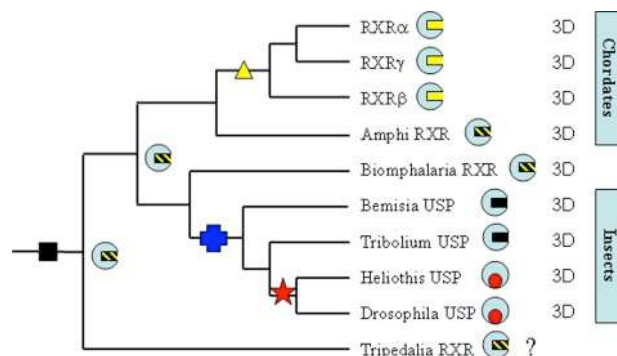 RXRα 3D
RXRγ 3D
RXRβ 3D
Amphi RXR 3D
Biomphalaria RXR 3D
Bemisia USP 3D
Tribolium USP 3D
Heliothis USP 3D
Drosophila USP 3D
Tripedalia RXR ?
Chordates
Insects